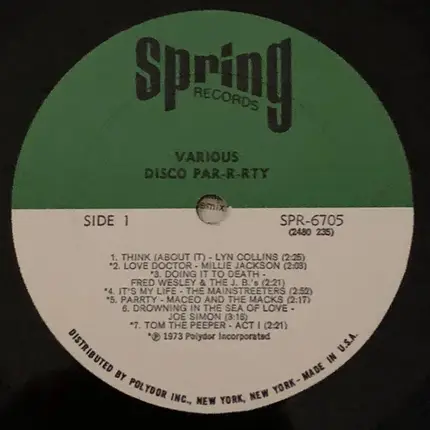 Spring
RECORDS
VARIOUS
DISCO PAR-R-RTY
SIDE 1
SPR-6705
(2480 235)
1. THINK (ABOUT IT) - LYN COLLINS (2:25)
*2. LOVE DOCTOR - MILLIE JACKSON (2:03)
*3. DOING IT TO DEATH -
FRED WESLEY & THE J. B.'s (2:21)
*4. IT'S MY LIFE - THE MAINSTREETERS (2:52)
*5. PARRTY - MACEO AND THE MACKS (2:17)
6. DROWNING IN THE SEA OF LOVE -
JOE SIMON (3:15)
*7. TOM THE PEEPER - ACT I (2:21)
*℗ 1973 Polydor Incorporated
DISTRIBUTED BY POLYDOR INC., NEW YORK, NEW YORK - MADE IN U.S.A.